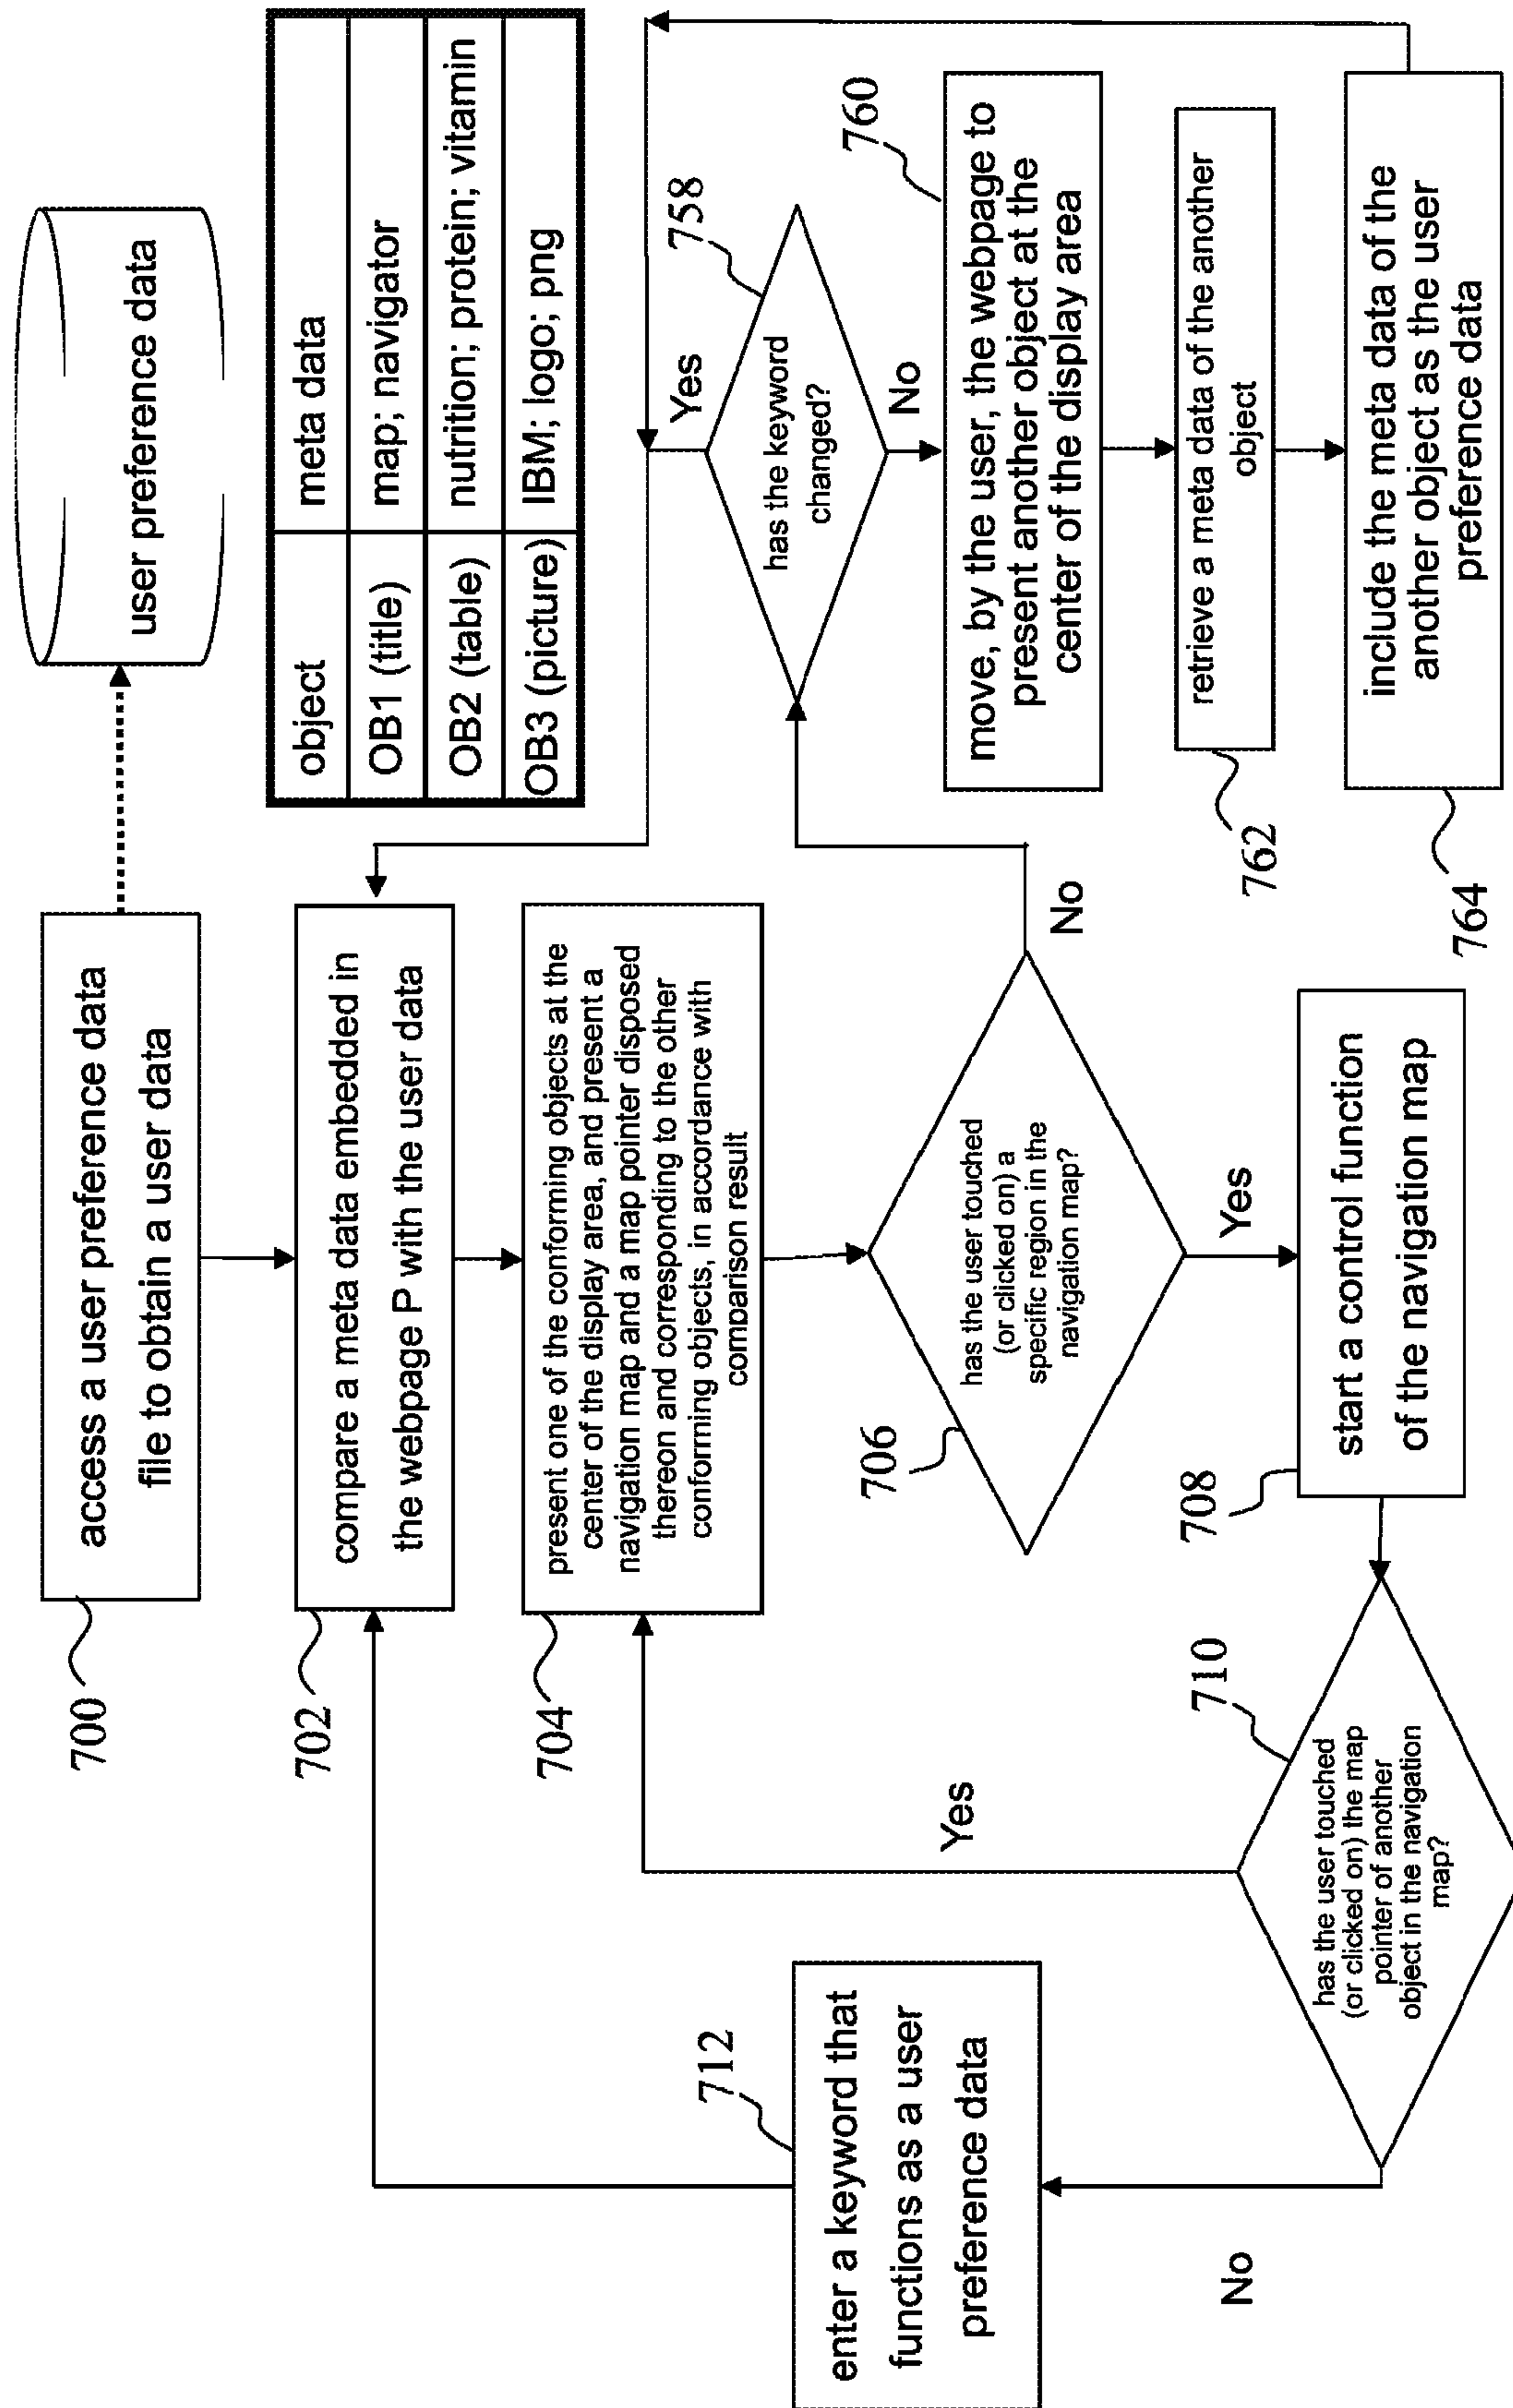 user preference data
object
meta data
OB1 (title)
map; navigator
OB2 (table)
nutrition; protein; vitamin
OB3 (picture)
IBM; logo; png
700
access a user preference data
file to obtain a user data
702
compare a meta data embedded in
the webpage P with the user data
704
present one of the conforming objects at the
center of the display area, and present a
navigation map and a map pointer disposed
thereon and corresponding to the other
conforming objects, in accordance with
comparison result
706
has the user touched
(or clicked on) a
specific region in the
navigation map?
Yes
No
708
start a control function
of the navigation map
710
has the user touched
(or clicked on) the map
pointer of another
object in the navigation
map?
Yes
No
712
enter a keyword that
functions as a user
preference data
758
has the keyword
changed?
Yes
No
760
move, by the user, the webpage to
present another object at the
center of the display area
762
retrieve a meta data of the another
object
764
include the meta data of the
another object as the user
preference data